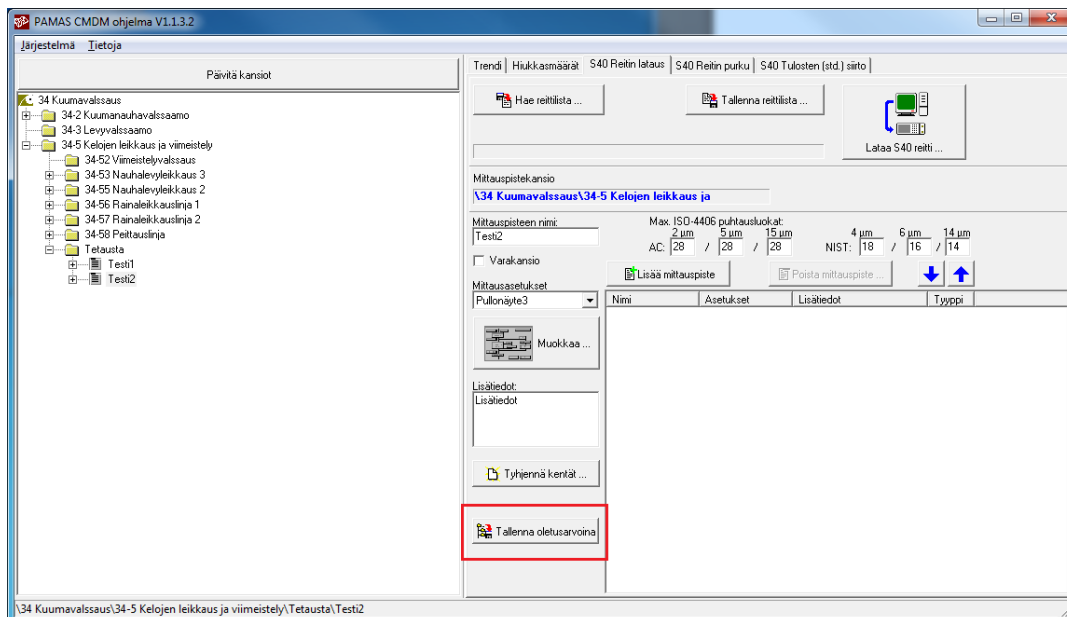 PAMAS CMDM ohjelma V1.1.3.2
Järjestelmä Tietoja
Päivitä kansiot
34 Kuumavalssaus
34-2 Kuumanauhavalssaamo
34-3 Levyvalssaamo
34-5 Kelojen leikkaus ja viimeistely
34-52 Viimeistelyvalssaus
34-53 Nauhalevyleikkaus 3
34-55 Nauhalevyleikkaus 2
34-56 Rainaleikkauslinja 1
34-57 Rainaleikkauslinja 2
34-58 Peittauslinja
Tetausta
Testi1
Testi2
Trendi Hiukkasmäärät S40 Reitin lataus S40 Reitin purku S40 Tulosten (std.) siirto
Hae reittilista ... Tallenna reittilista ...
Lataa S40 reitti ...
Mittauspistekansio
\34 Kuumavalssaus\34-5 Kelojen leikkaus ja
Mittauspisteen nimi: Max. ISO-4406 puhtausluokat:
2 µm 5 µm 15 µm 4 µm 6 µm 14 µm
Testi2 AC: 28 / 28 / 28 NIST: 18 / 16 / 14
Varakansio
Lisää mittauspiste Poista mittauspiste ...
Mittausasetukset
Pullonäyte3
Nimi Asetukset Lisätiedot Tyyppi
Muokkaa ...
Lisätiedot:
Lisätiedot
Tyhjennä kentät ...
Tallenna oletusarvoina
\34 Kuumavalssaus\34-5 Kelojen leikkaus ja viimeistely\Tetausta\Testi2